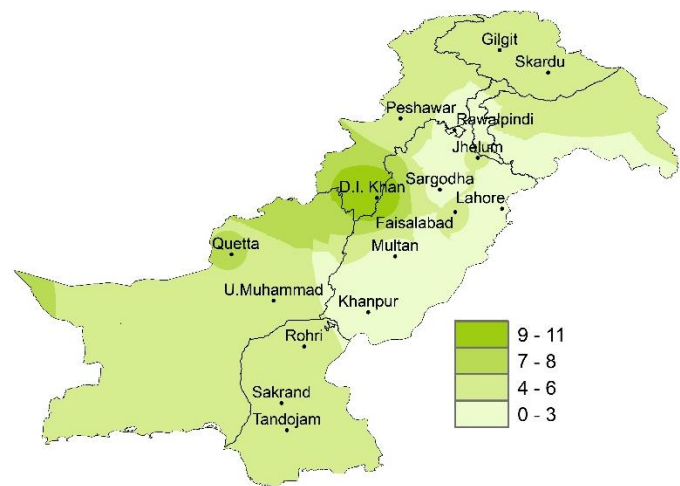 Gilgit
Skardu
Peshawar
Rawalpindi
Jhelum
D.I. Khan
Sargodha
Lahore
Faisalabad
Quetta
Multan
U.Muhammad
Khanpur
Rohri
Sakrand
Tandojam
9 - 11
7 - 8
4 - 6
0 - 3